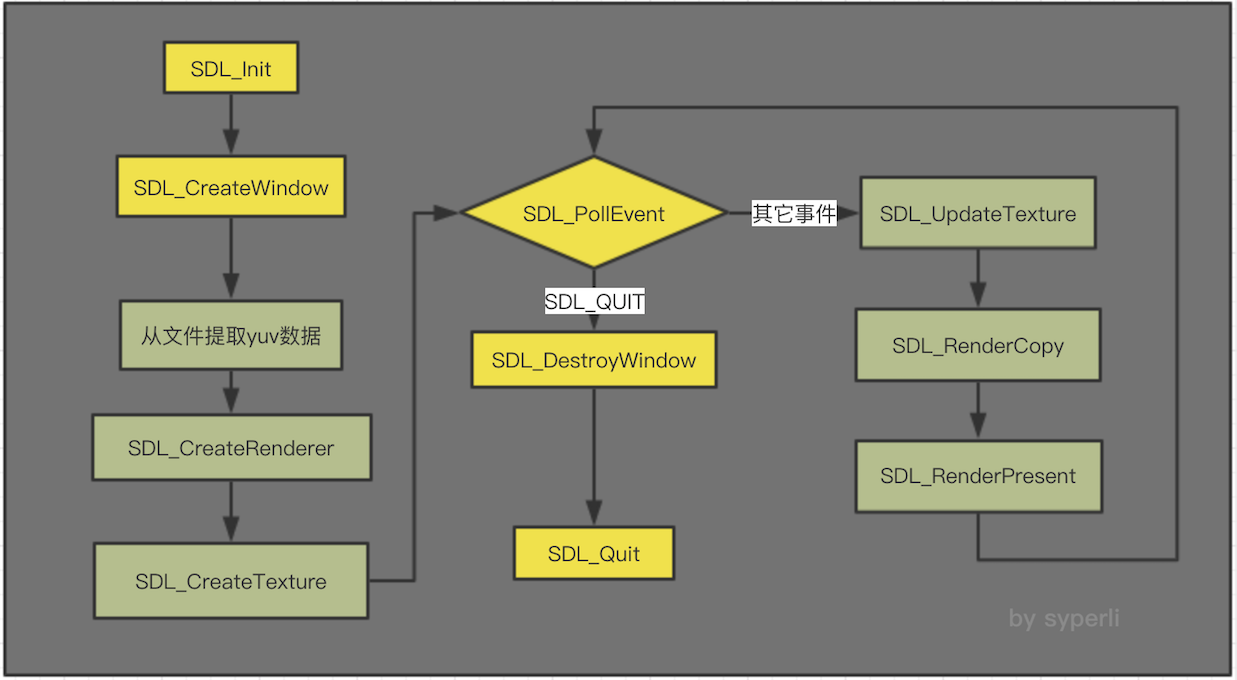 SDL_Init
SDL_CreateWindow
从文件提取yuv数据
SDL_CreateRenderer
SDL_CreateTexture
SDL_PollEvent
SDL_QUIT
SDL_DestroyWindow
SDL_Quit
其它事件
SDL_UpdateTexture
SDL_RenderCopy
SDL_RenderPresent
by syperli